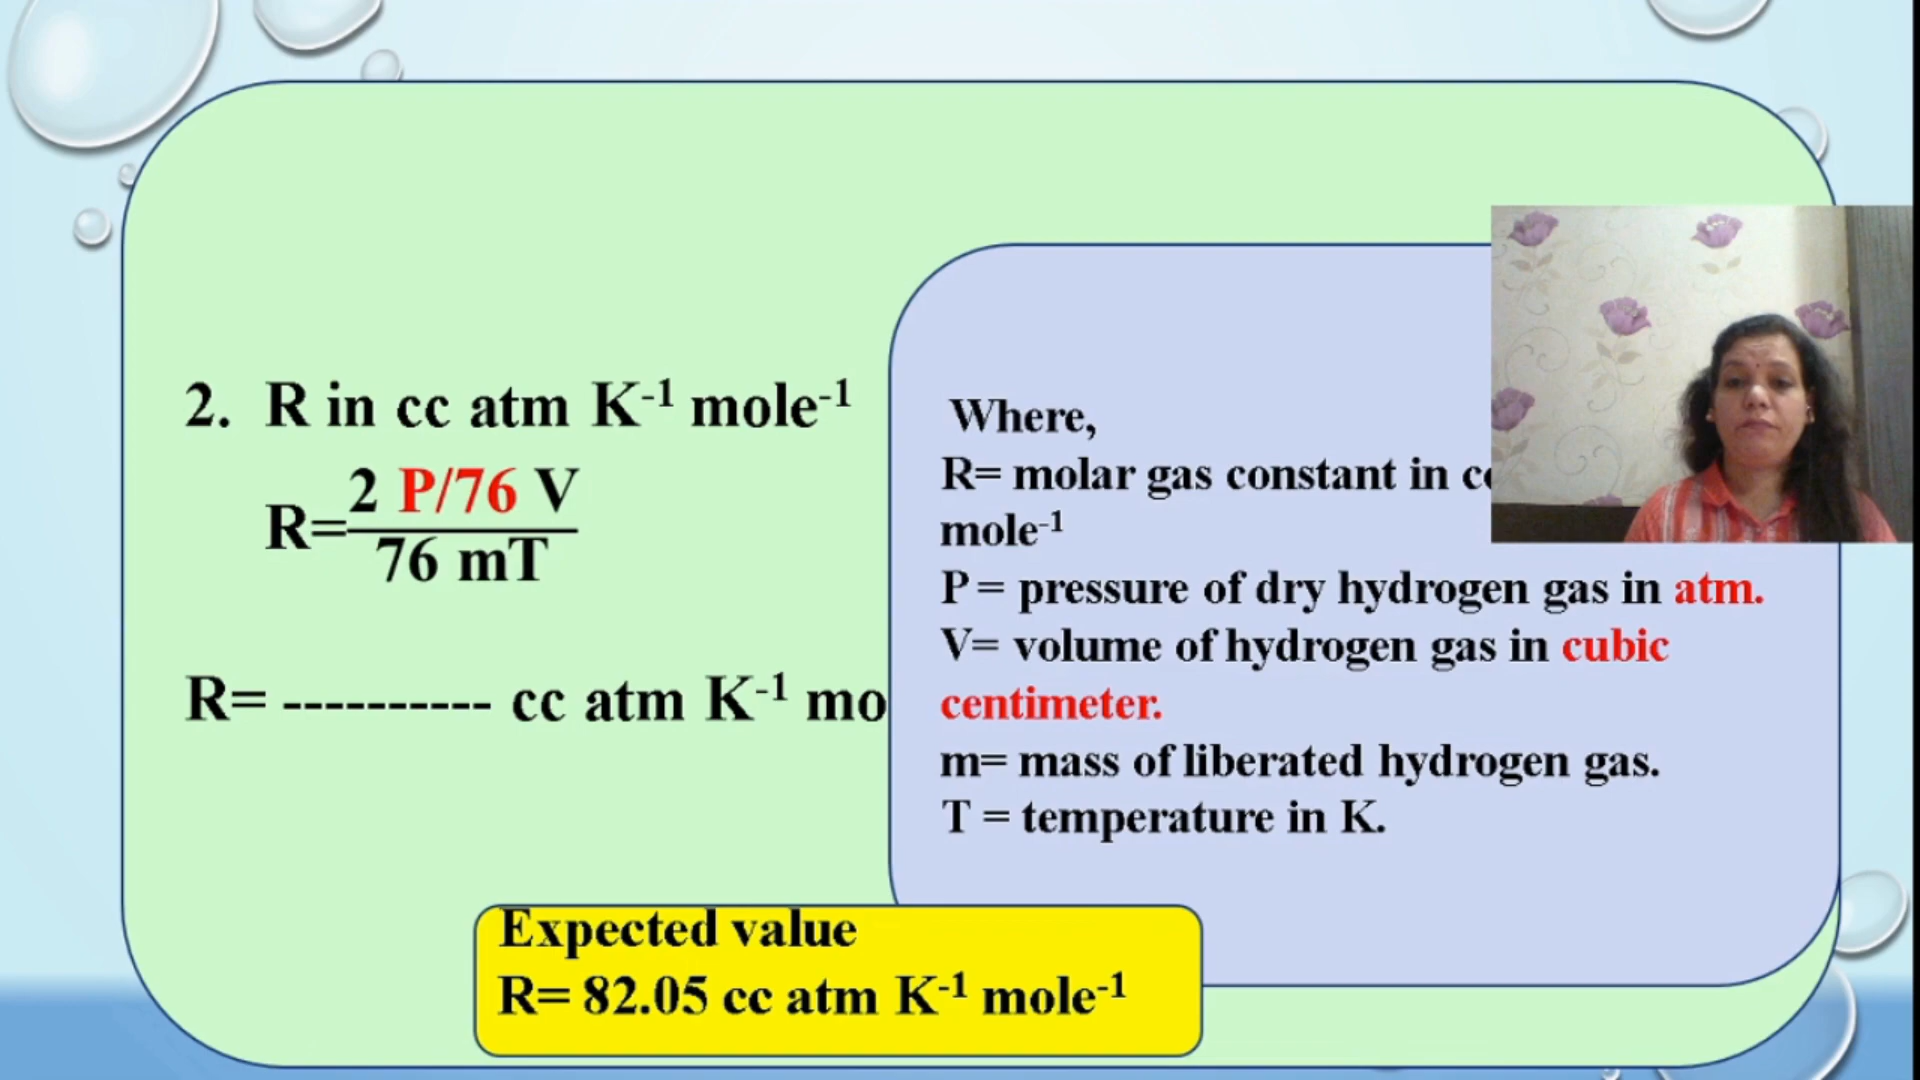 2. R in cc atm K⁻¹ mole⁻¹
2 P/76 V
R=
76 mT
R= ---------- cc atm K⁻¹ mo
Where,
R= molar gas constant in
mole⁻¹
P = pressure of dry hydrogen gas in atm.
V= volume of hydrogen gas in cubic
centimeter.
m= mass of liberated hydrogen gas.
T = temperature in K.
Expected value
R= 82.05 cc atm K⁻¹ mole⁻¹